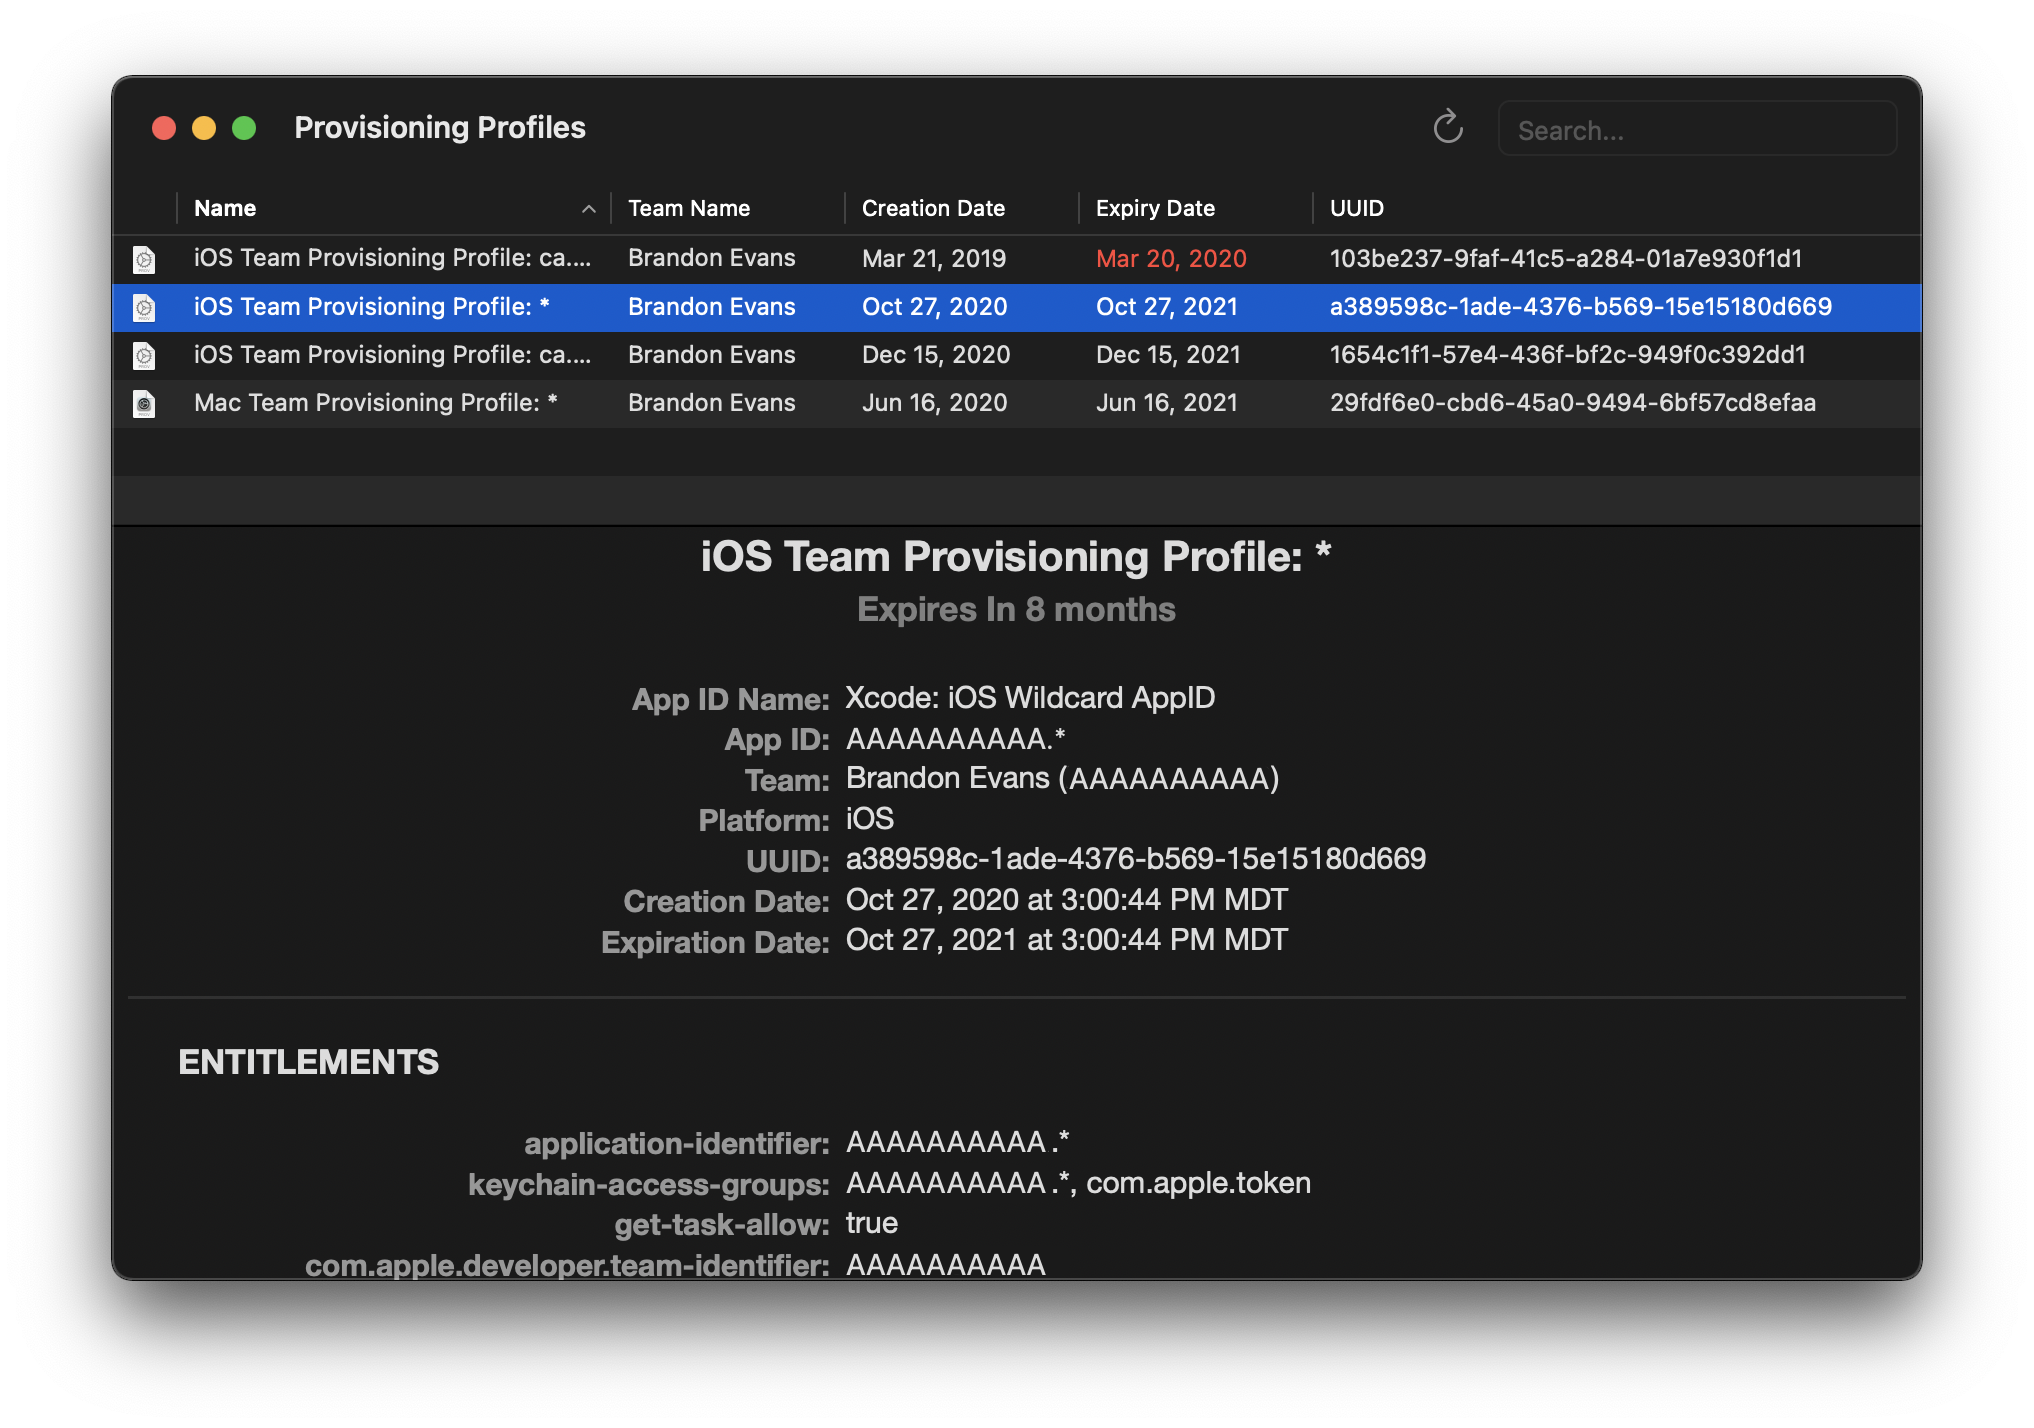 Provisioning Profiles
Search...
Name Team Name Creation Date Expiry Date UUID
iOS Team Provisioning Profile: ca.... Brandon Evans Mar 21, 2019 Mar 20, 2020 103be237-9faf-41c5-a284-01a7e930f1d1
iOS Team Provisioning Profile: * Brandon Evans Oct 27, 2020 Oct 27, 2021 a389598c-1ade-4376-b569-15e15180d669
iOS Team Provisioning Profile: ca.... Brandon Evans Dec 15, 2020 Dec 15, 2021 1654c1f1-57e4-436f-bf2c-949f0c392dd1
Mac Team Provisioning Profile: * Brandon Evans Jun 16, 2020 Jun 16, 2021 29fdf6e0-cbd6-45a0-9494-6bf57cd8efaa
iOS Team Provisioning Profile: *
Expires In 8 months
App ID Name: Xcode: iOS Wildcard AppID
App ID: AAAAAAAAAA.*
Team: Brandon Evans (AAAAAAAAAA)
Platform: iOS
UUID: a389598c-1ade-4376-b569-15e15180d669
Creation Date: Oct 27, 2020 at 3:00:44 PM MDT
Expiration Date: Oct 27, 2021 at 3:00:44 PM MDT
ENTITLEMENTS
application-identifier: AAAAAAAAAA.*
keychain-access-groups: AAAAAAAAAA.*, com.apple.token
get-task-allow: true
com.apple.developer.team-identifier: AAAAAAAAAA